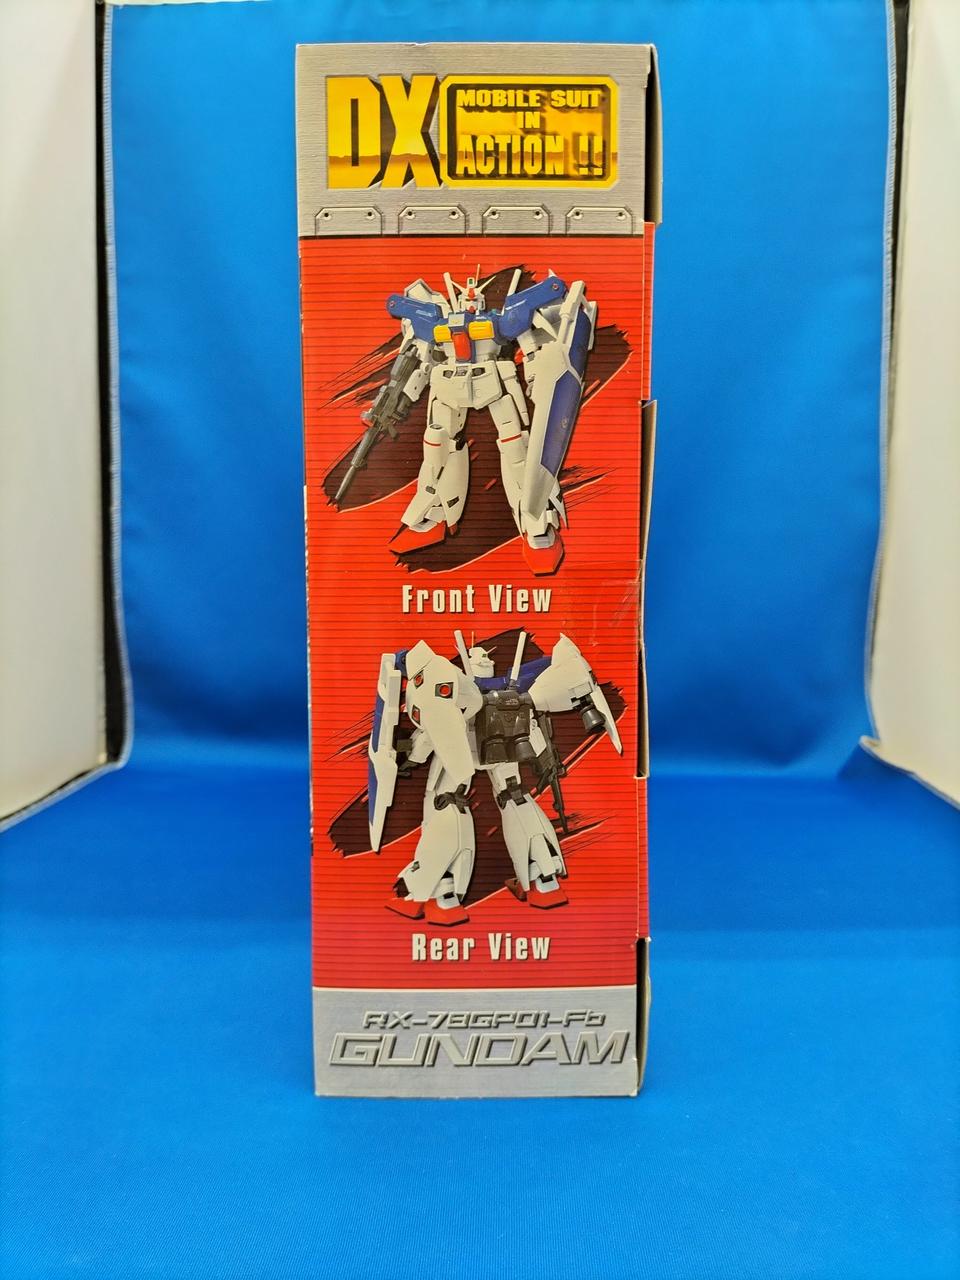 DX
MOBILE SUIT
IN
ACTION !!
Front View
Rear View
RX-78GP01-Fb
GUNDAM